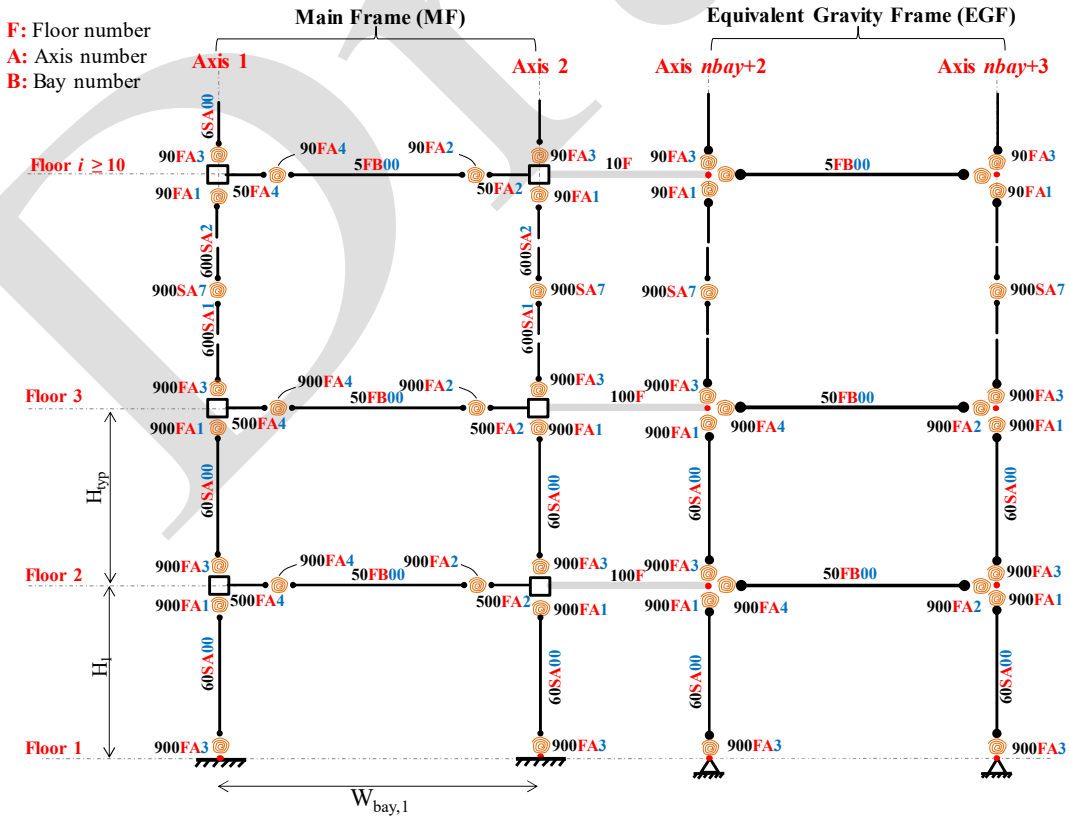 Main Frame (MF)
Equivalent Gravity Frame (EGF)
F: Floor number
A: Axis number
B: Bay number
Axis 1
Axis 2
Axis nbay+2
Axis nbay+3
6SA00
90FA3
90FA4
90FA2
90FA3
90FA3
90FA3
Floor i ≥ 10
5FB00
10F
5FB00
50FA4
50FA2
90FA1
90FA1
90FA1
90FA1
600SA2
600SA2
900SA7
900SA7
900SA7
900SA7
600SA1
600SA1
900FA3
900FA4
900FA2
900FA3
900FA3
900FA3
Floor 3
50FB00
100F
50FB00
500FA4
500FA2
900FA1
900FA1
900FA1
900FA4
900FA2
900FA1
H_typ
60SA00
60SA00
60SA00
60SA00
900FA3
900FA4
900FA2
900FA3
900FA3
900FA3
Floor 2
50FB00
100F
50FB00
500FA4
500FA2
900FA1
900FA1
900FA1
900FA4
900FA2
900FA1
H_1
60SA00
60SA00
60SA00
60SA00
Floor 1
900FA3
900FA3
900FA3
900FA3
W_bay,1